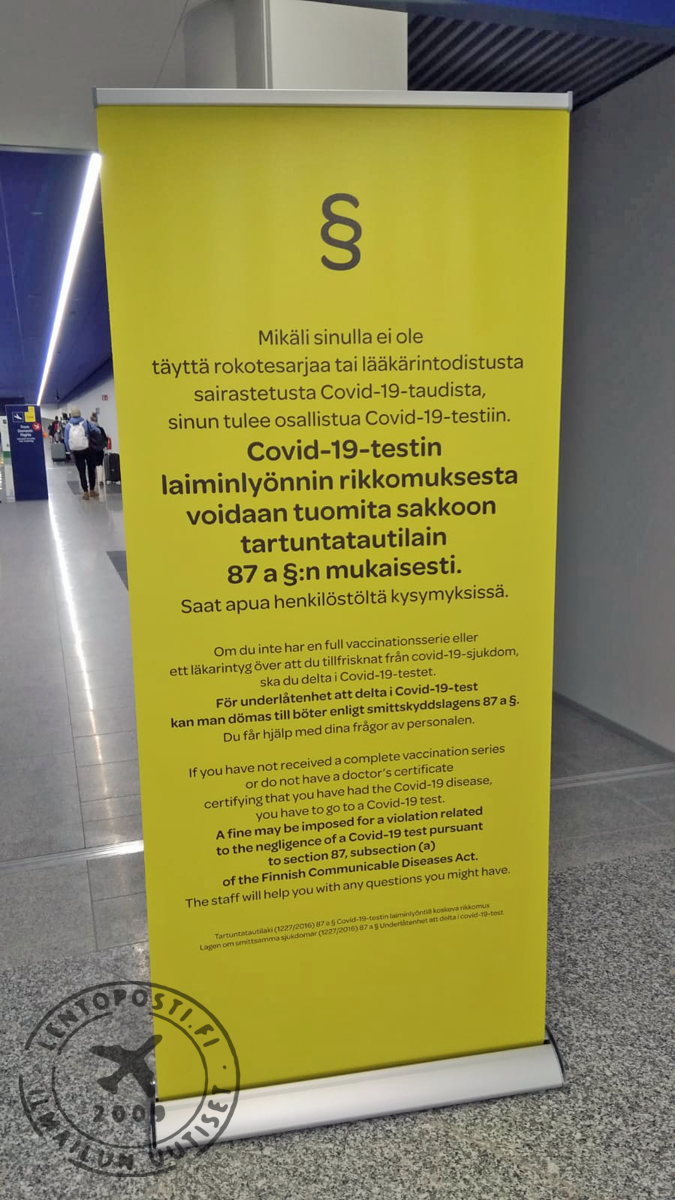 §
Mikäli sinulla ei ole
täyttä rokotesarjaa tai lääkärintodistusta
sairastetusta Covid-19-taudista,
sinun tulee osallistua Covid-19-testiin.
Covid-19-testin
laiminlyönnin rikkomuksesta
voidaan tuomita sakkoon
tartuntatautilain
87 a §:n mukaisesti.
Saat apua henkilöstöltä kysymyksissä.
Om du inte har en full vaccinationsserie eller
ett läkarintyg över att du tillfrisknat från covid-19-sjukdom,
ska du delta i Covid-19-testet.
För underlåtenhet att delta i Covid-19-test
kan man dömas till böter enligt smittskyddslagens 87 a §.
Du får hjälp med dina frågor av personalen.
If you have not received a complete vaccination series
or do not have a doctor's certificate
certifying that you have had the Covid-19 disease,
you have to go to a Covid-19 test.
A fine may be imposed for a violation related
to the negligence of a Covid-19 test pursuant
to section 87, subsection (a)
of the Finnish Communicable Diseases Act.
The staff will help you with any questions you might have.
Tartuntatautilaki (1227/2016) 87 a § Covid-19-testin laiminlyöntiä koskeva rikkomus
Lagen om smittsamma sjukdomar (1227/2016) 87 a § Underlåtenhet att delta i covid-19-test
LENTOPOSTI.FI
2009
ILMAILUN UUTISET